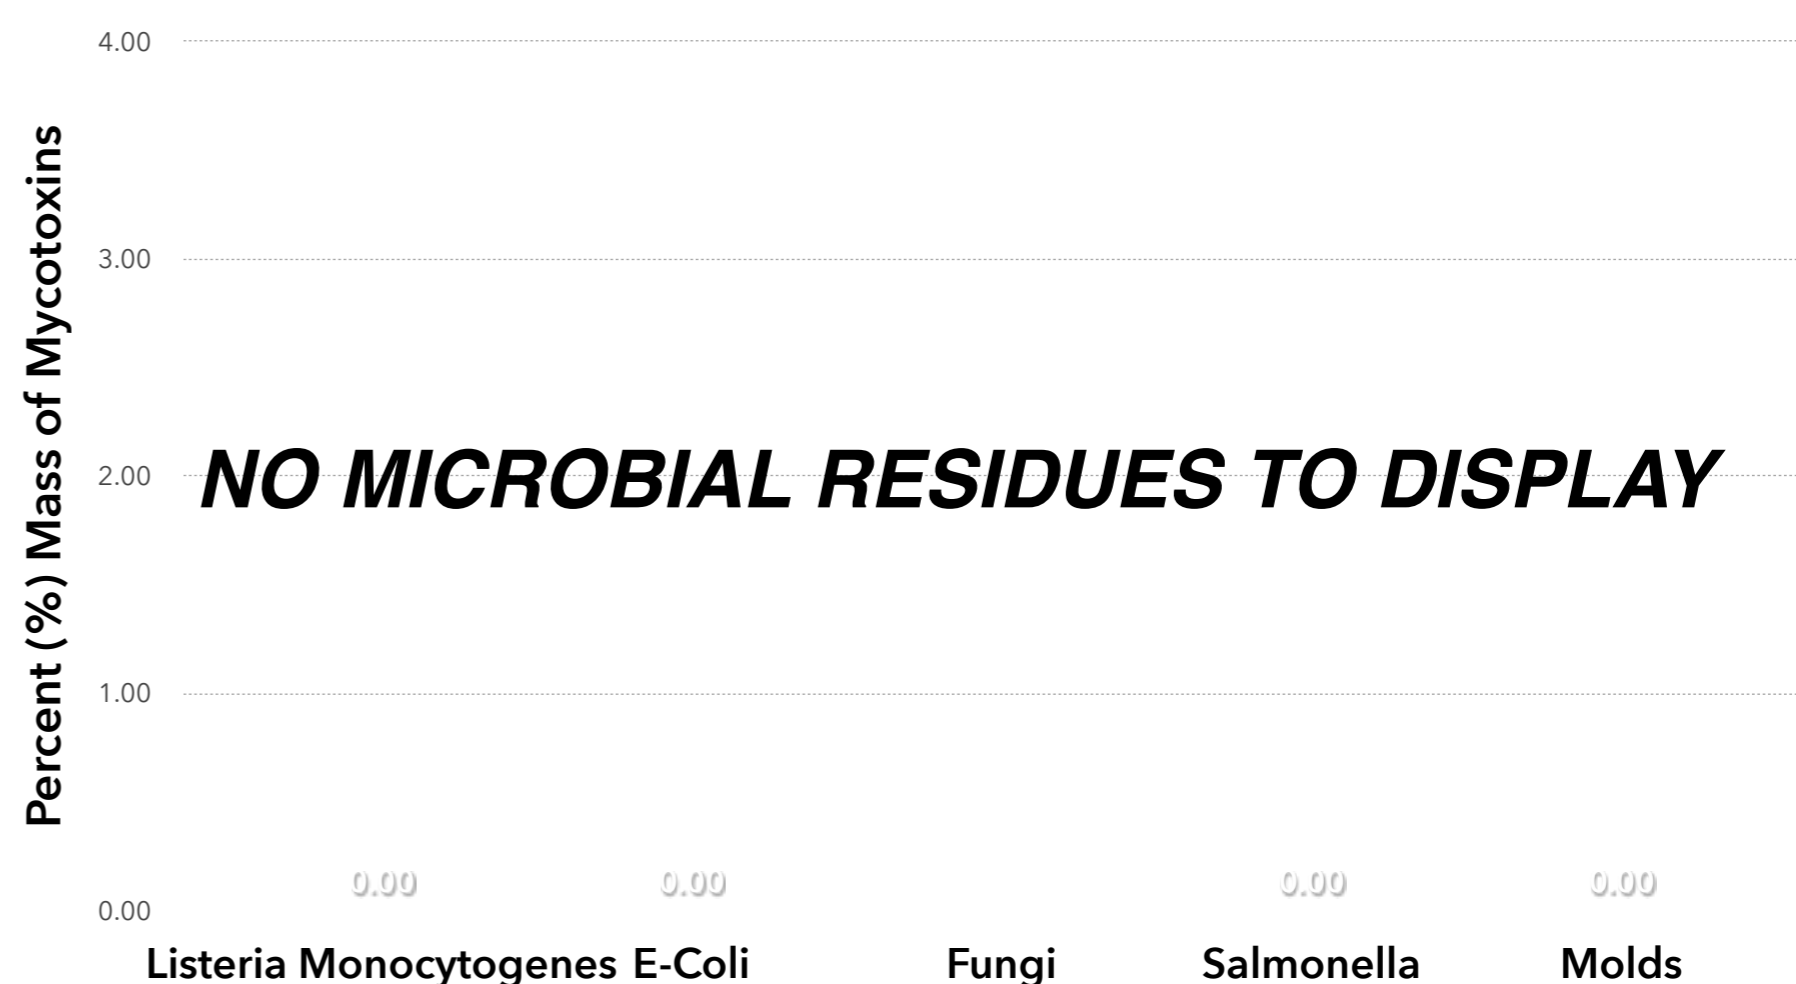 4.00
3.00
2.00
1.00
0.00
Percent (%) Mass of Mycotoxins
NO MICROBIAL RESIDUES TO DISPLAY
0.00 0.00 0.00 0.00
Listeria Monocytogenes E-Coli Fungi Salmonella Molds